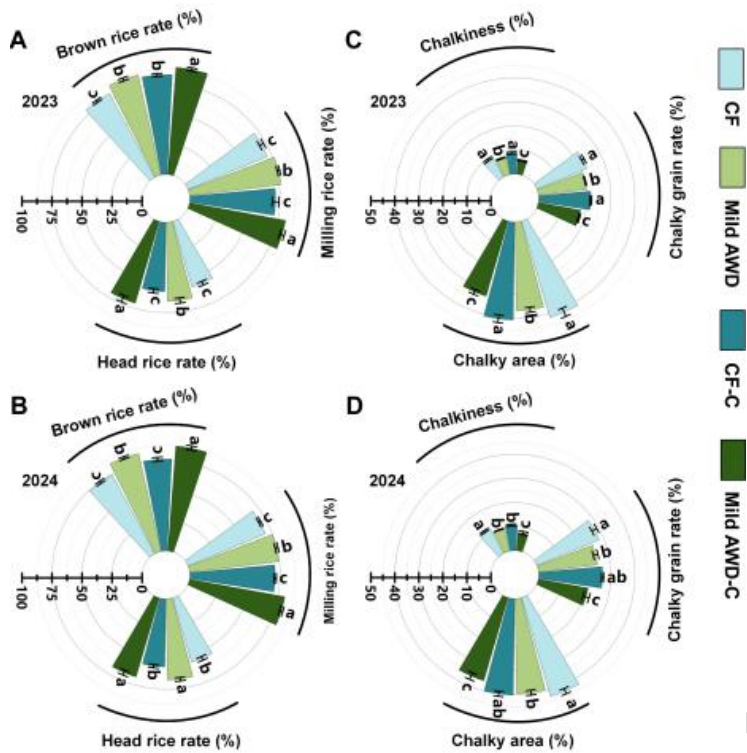 A
Brown rice rate (%)
2023
c
b
b
a
c
b
c
a
Milling rice rate (%)
100
75
50
25
0
a
c
b
c
Head rice rate (%)
C
Chalkiness (%)
2023
a
b
a
c
a
b
a
c
Chalky grain rate (%)
50
40
30
20
10
0
c
a
b
a
Chalky area (%)
B
Brown rice rate (%)
2024
c
b
c
a
c
b
c
a
Milling rice rate (%)
100
75
50
25
0
a
b
a
b
Head rice rate (%)
D
Chalkiness (%)
2024
a
b
b
c
a
b
ab
c
Chalky grain rate (%)
50
40
30
20
10
0
c
ab
b
a
Chalky area (%)
CF
Mild AWD
CF-C
Mild AWD-C